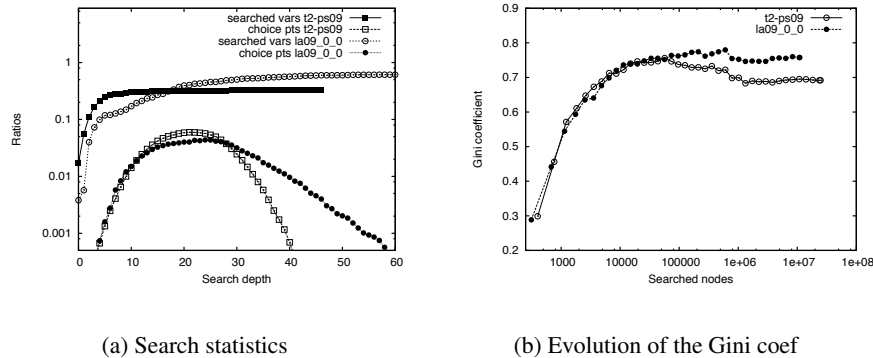 searched vars t2-ps09
choice pts t2-ps09
searched vars la09_0_0
choice pts la09_0_0
1
0.1
0.01
0.001
Ratios
0 10 20 30 40 50 60
Search depth
(a) Search statistics
t2-ps09
la09_0_0
0.9
0.8
0.7
0.6
0.5
0.4
0.3
0.2
Gini coefficient
1000 10000 100000 1e+06 1e+07 1e+08
Searched nodes
(b) Evolution of the Gini coef